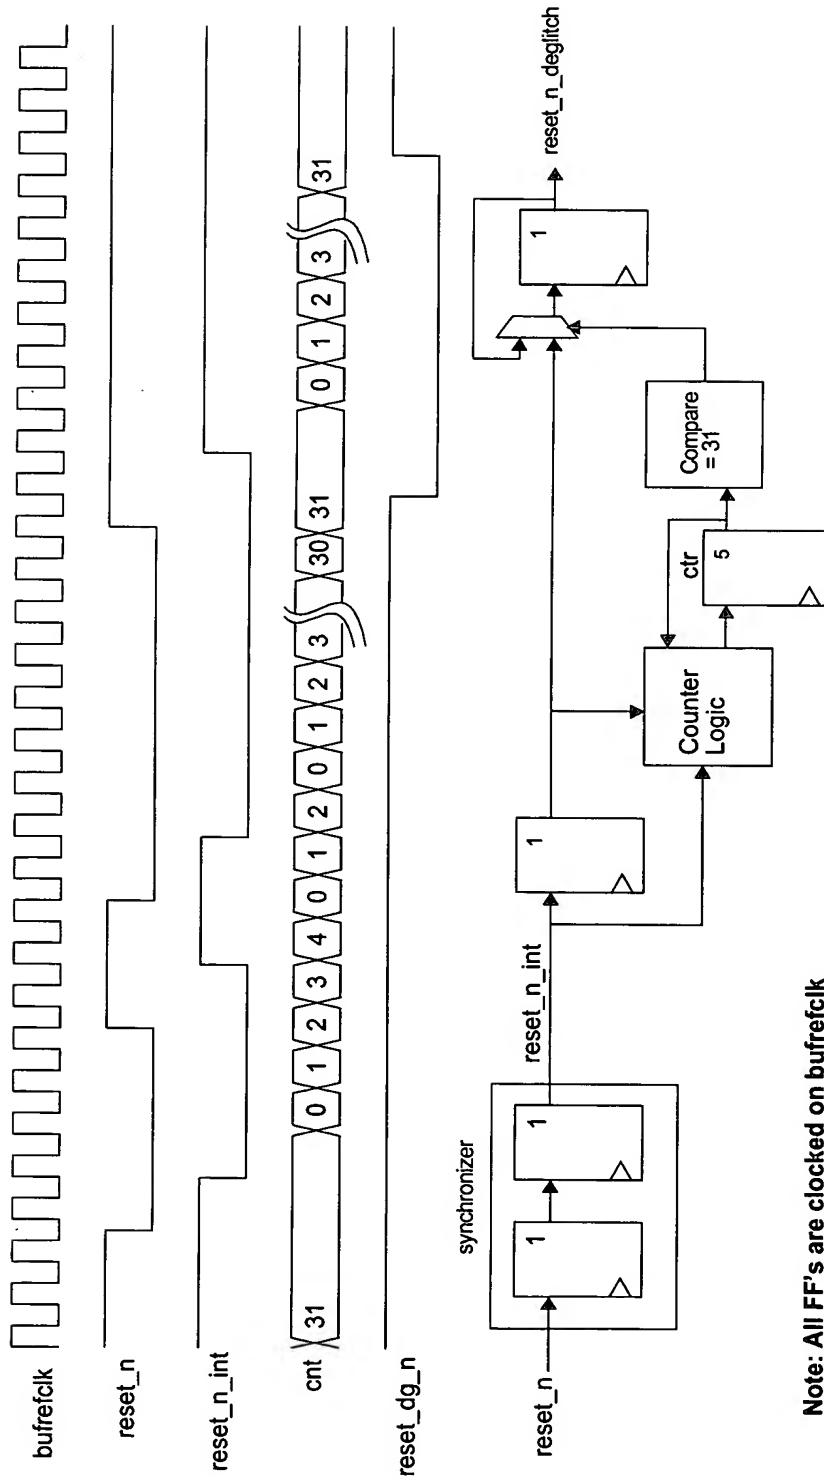 bufrefclk
reset_n
reset_n_int
cnt
31
0
1
2
3
4
0
1
2
0
1
2
3
30
31
0
1
2
3
31
reset_dg_n
synchronizer
reset_n
1
1
reset_n_int
1
Counter
Logic
ctr
5
Compare
= 31
1
reset_n_deglitch
Note: All FF's are clocked on bufrefclk